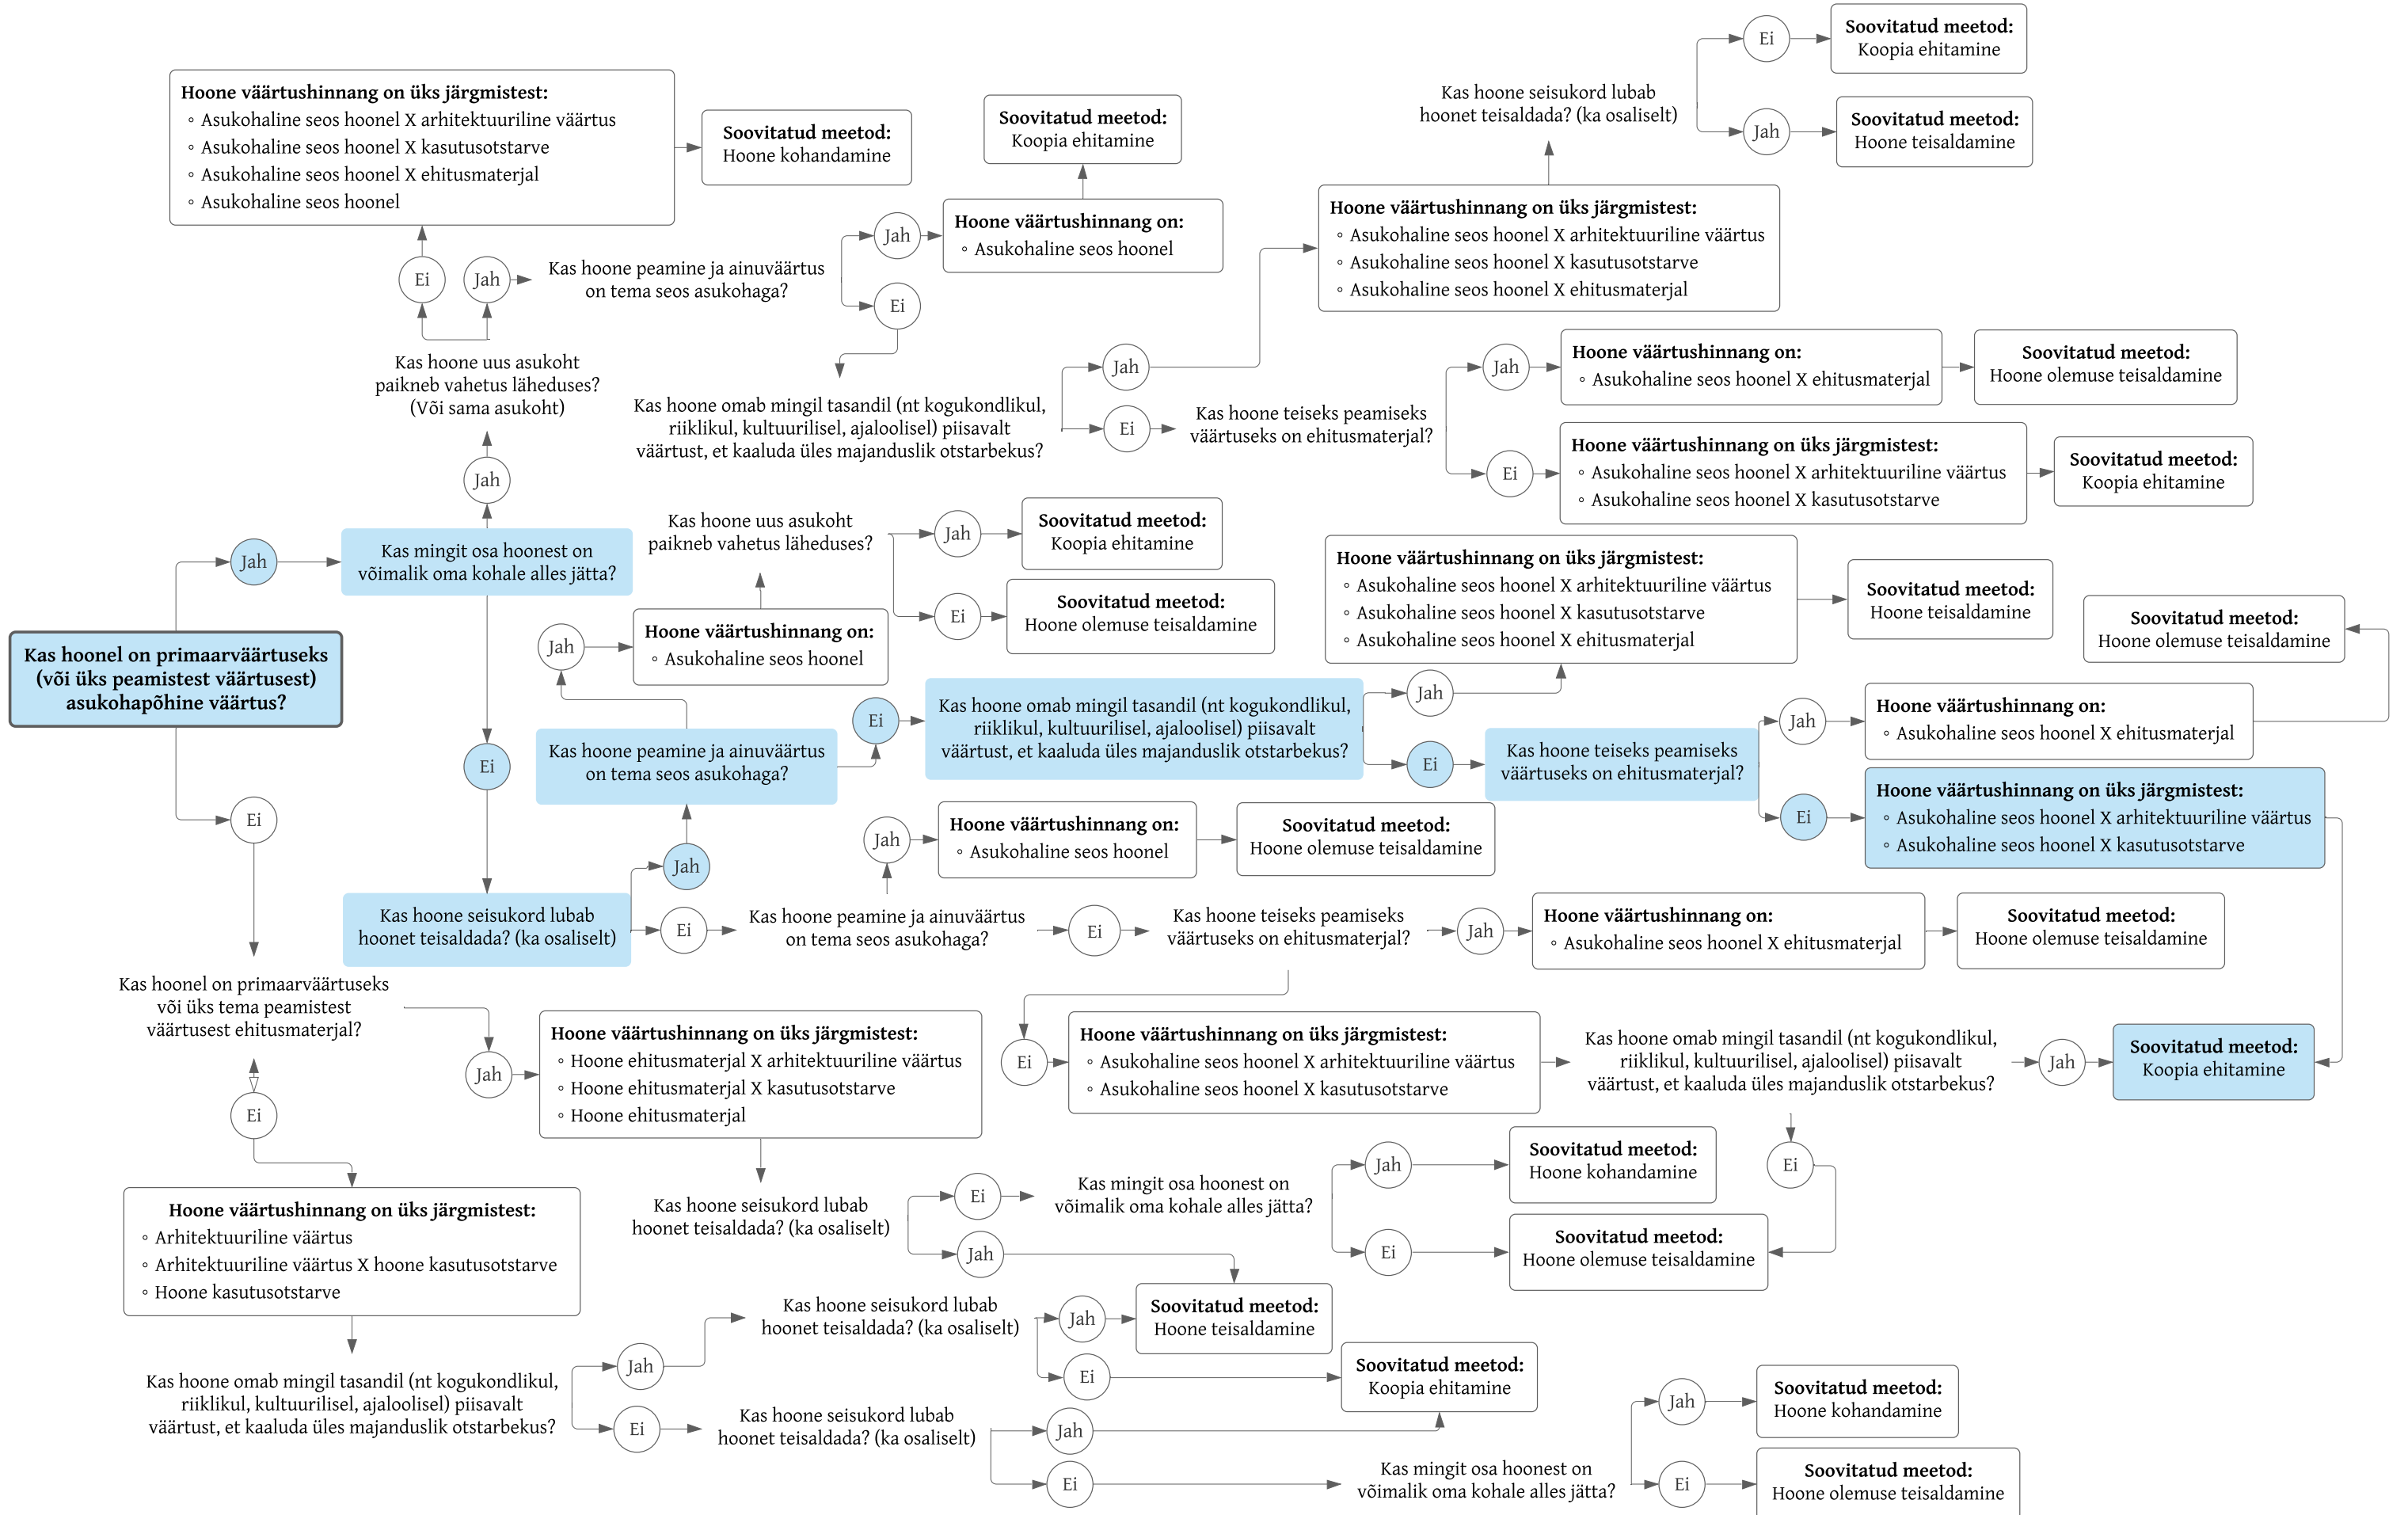 Soovitatud meetod:
Koopia ehitamine
Ei
Kas hoone seisukord lubab
hoonet teisaldada? (ka osaliselt)
Jah
Soovitatud meetod:
Hoone teisaldamine
Hoone väärtushinnang on üks järgmistest:
◦ Asukohaline seos hoonel X arhitektuuriline väärtus
◦ Asukohaline seos hoonel X kasutusotstarve
◦ Asukohaline seos hoonel X ehitusmaterjal
◦ Asukohaline seos hoonel
Soovitatud meetod:
Hoone kohandamine
Soovitatud meetod:
Koopia ehitamine
Hoone väärtushinnang on:
◦ Asukohaline seos hoonel
Hoone väärtushinnang on üks järgmistest:
◦ Asukohaline seos hoonel X arhitektuuriline väärtus
◦ Asukohaline seos hoonel X kasutusotstarve
◦ Asukohaline seos hoonel X ehitusmaterjal
Ei
Jah
Kas hoone peamine ja ainuväärtus
on tema seos asukohaga?
Jah
Ei
Kas hoone uus asukoht
paikneb vahetus läheduses?
(Või sama asukoht)
Kas hoone omab mingil tasandil (nt kogukondlikul,
riiklikul, kultuurilisel, ajaloolisel) piisavalt
väärtust, et kaaluda üles majanduslik otstarbekus?
Jah
Ei
Kas hoone teiseks peamiseks
väärtuseks on ehitusmaterjal?
Jah
Hoone väärtushinnang on:
◦ Asukohaline seos hoonel X ehitusmaterjal
Soovitatud meetod:
Hoone olemuse teisaldamine
Ei
Hoone väärtushinnang on üks järgmistest:
◦ Asukohaline seos hoonel X arhitektuuriline väärtus
◦ Asukohaline seos hoonel X kasutusotstarve
Soovitatud meetod:
Koopia ehitamine
Jah
Jah
Kas mingit osa hoonest on
võimalik oma kohale alles jätta?
Kas hoone uus asukoht
paikneb vahetus läheduses?
Jah
Soovitatud meetod:
Koopia ehitamine
Ei
Soovitatud meetod:
Hoone olemuse teisaldamine
Hoone väärtushinnang on üks järgmistest:
◦ Asukohaline seos hoonel X arhitektuuriline väärtus
◦ Asukohaline seos hoonel X kasutusotstarve
◦ Asukohaline seos hoonel X ehitusmaterjal
Soovitatud meetod:
Hoone teisaldamine
Soovitatud meetod:
Hoone olemuse teisaldamine
Kas hoonel on primaarväärtuseks
(või üks peamistest väärtusest)
asukohapõhine väärtus?
Jah
Hoone väärtushinnang on:
◦ Asukohaline seos hoonel
Ei
Kas hoone peamine ja ainuväärtus
on tema seos asukohaga?
Ei
Kas hoone omab mingil tasandil (nt kogukondlikul,
riiklikul, kultuurilisel, ajaloolisel) piisavalt
väärtust, et kaaluda üles majanduslik otstarbekus?
Jah
Ei
Kas hoone teiseks peamiseks
väärtuseks on ehitusmaterjal?
Jah
Hoone väärtushinnang on:
◦ Asukohaline seos hoonel X ehitusmaterjal
Ei
Hoone väärtushinnang on üks järgmistest:
◦ Asukohaline seos hoonel X arhitektuuriline väärtus
◦ Asukohaline seos hoonel X kasutusotstarve
Ei
Jah
Kas hoone seisukord lubab
hoonet teisaldada? (ka osaliselt)
Ei
Kas hoone peamine ja ainuväärtus
on tema seos asukohaga?
Jah
Hoone väärtushinnang on:
◦ Asukohaline seos hoonel
Soovitatud meetod:
Hoone olemuse teisaldamine
Ei
Kas hoone teiseks peamiseks
väärtuseks on ehitusmaterjal?
Jah
Hoone väärtushinnang on:
◦ Asukohaline seos hoonel X ehitusmaterjal
Soovitatud meetod:
Hoone olemuse teisaldamine
Kas hoonel on primaarväärtuseks
või üks tema peamistest
väärtusest ehitusmaterjal?
Jah
Hoone väärtushinnang on üks järgmistest:
◦ Hoone ehitusmaterjal X arhitektuuriline väärtus
◦ Hoone ehitusmaterjal X kasutusotstarve
◦ Hoone ehitusmaterjal
Ei
Hoone väärtushinnang on üks järgmistest:
◦ Asukohaline seos hoonel X arhitektuuriline väärtus
◦ Asukohaline seos hoonel X kasutusotstarve
Kas hoone omab mingil tasandil (nt kogukondlikul,
riiklikul, kultuurilisel, ajaloolisel) piisavalt
väärtust, et kaaluda üles majanduslik otstarbekus?
Jah
Soovitatud meetod:
Koopia ehitamine
Ei
Ei
Kas hoone seisukord lubab
hoonet teisaldada? (ka osaliselt)
Ei
Kas mingit osa hoonest on
võimalik oma kohale alles jätta?
Jah
Soovitatud meetod:
Hoone kohandamine
Ei
Soovitatud meetod:
Hoone olemuse teisaldamine
Jah
Hoone väärtushinnang on üks järgmistest:
◦ Arhitektuuriline väärtus
◦ Arhitektuuriline väärtus X hoone kasutusotstarve
◦ Hoone kasutusotstarve
Kas hoone seisukord lubab
hoonet teisaldada? (ka osaliselt)
Jah
Soovitatud meetod:
Hoone teisaldamine
Ei
Soovitatud meetod:
Koopia ehitamine
Kas hoone omab mingil tasandil (nt kogukondlikul,
riiklikul, kultuurilisel, ajaloolisel) piisavalt
väärtust, et kaaluda üles majanduslik otstarbekus?
Jah
Ei
Kas hoone seisukord lubab
hoonet teisaldada? (ka osaliselt)
Jah
Ei
Kas mingit osa hoonest on
võimalik oma kohale alles jätta?
Jah
Soovitatud meetod:
Hoone kohandamine
Ei
Soovitatud meetod:
Hoone olemuse teisaldamine